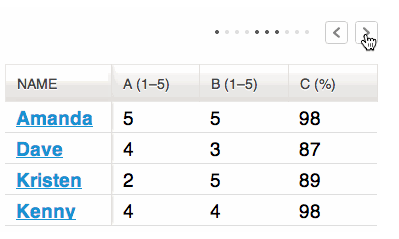 NAME A (1–5) B (1–5) C (%)
Amanda 5 5 98
Dave 4 3 87
Kristen 2 5 89
Kenny 4 4 98